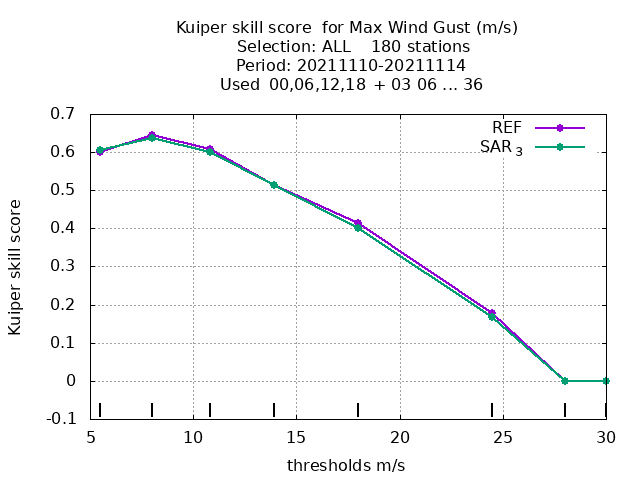 Kuiper skill score  for Max Wind Gust (m/s)
Selection: ALL    180 stations
Period: 20211110-20211114
Used  00,06,12,18  + 03 06 ... 36
0.7
0.6
0.5
0.4
0.3
0.2
0.1
0
-0.1
Kuiper skill score
REF
SAR 3
5
10
15
20
25
30
thresholds m/s